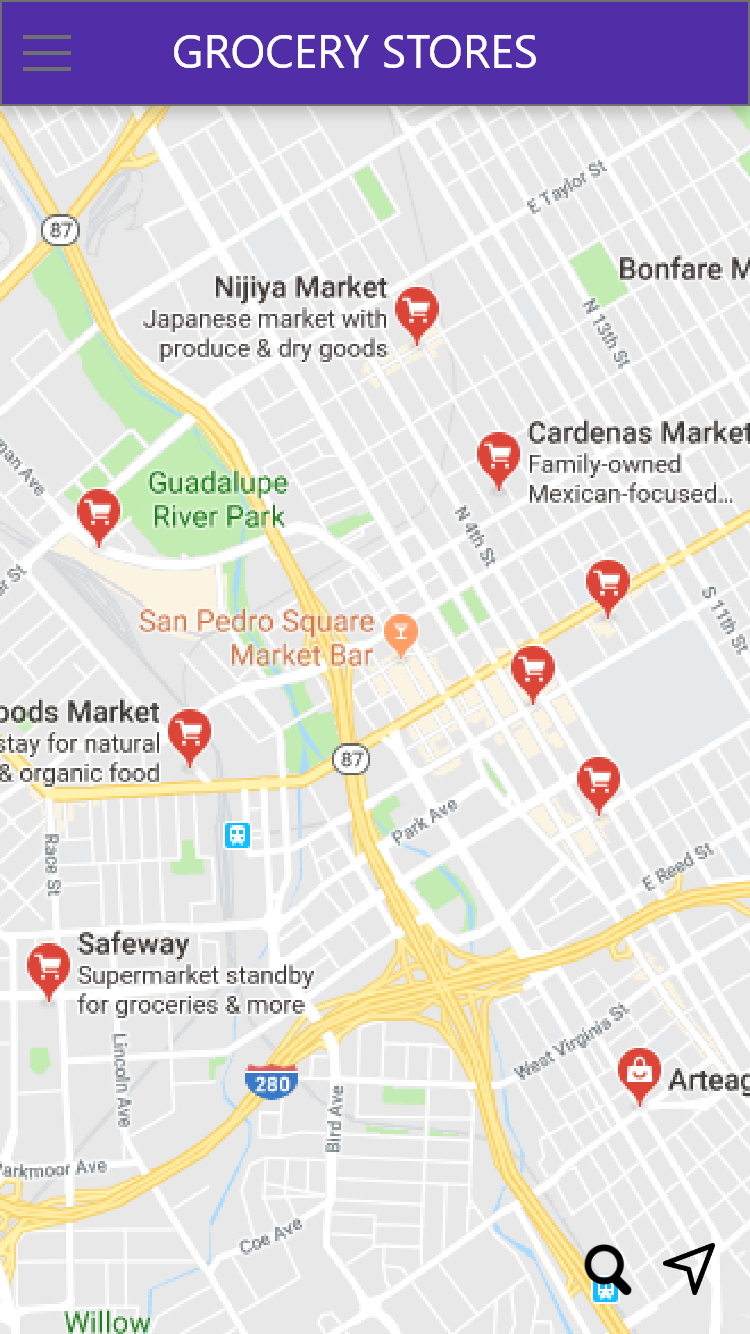 GROCERY STORES
E Taylor St
87
Bonfare M
Nijiya Market
Japanese market with
produce & dry goods
N 13th St
Cardenas Market
Family-owned
Mexican-focused...
Guadalupe
River Park
N 4th St
San Pedro Square
Market Bar
S 11th St
oods Market
stay for natural
& organic food
87
Park Ave
Race St
E Reed St
Safeway
Supermarket standby
for groceries & more
West Virginia St
Lincoln Ave
280
Arteag
Bird Ave
Parkmoor Ave
Coe Ave
Willow